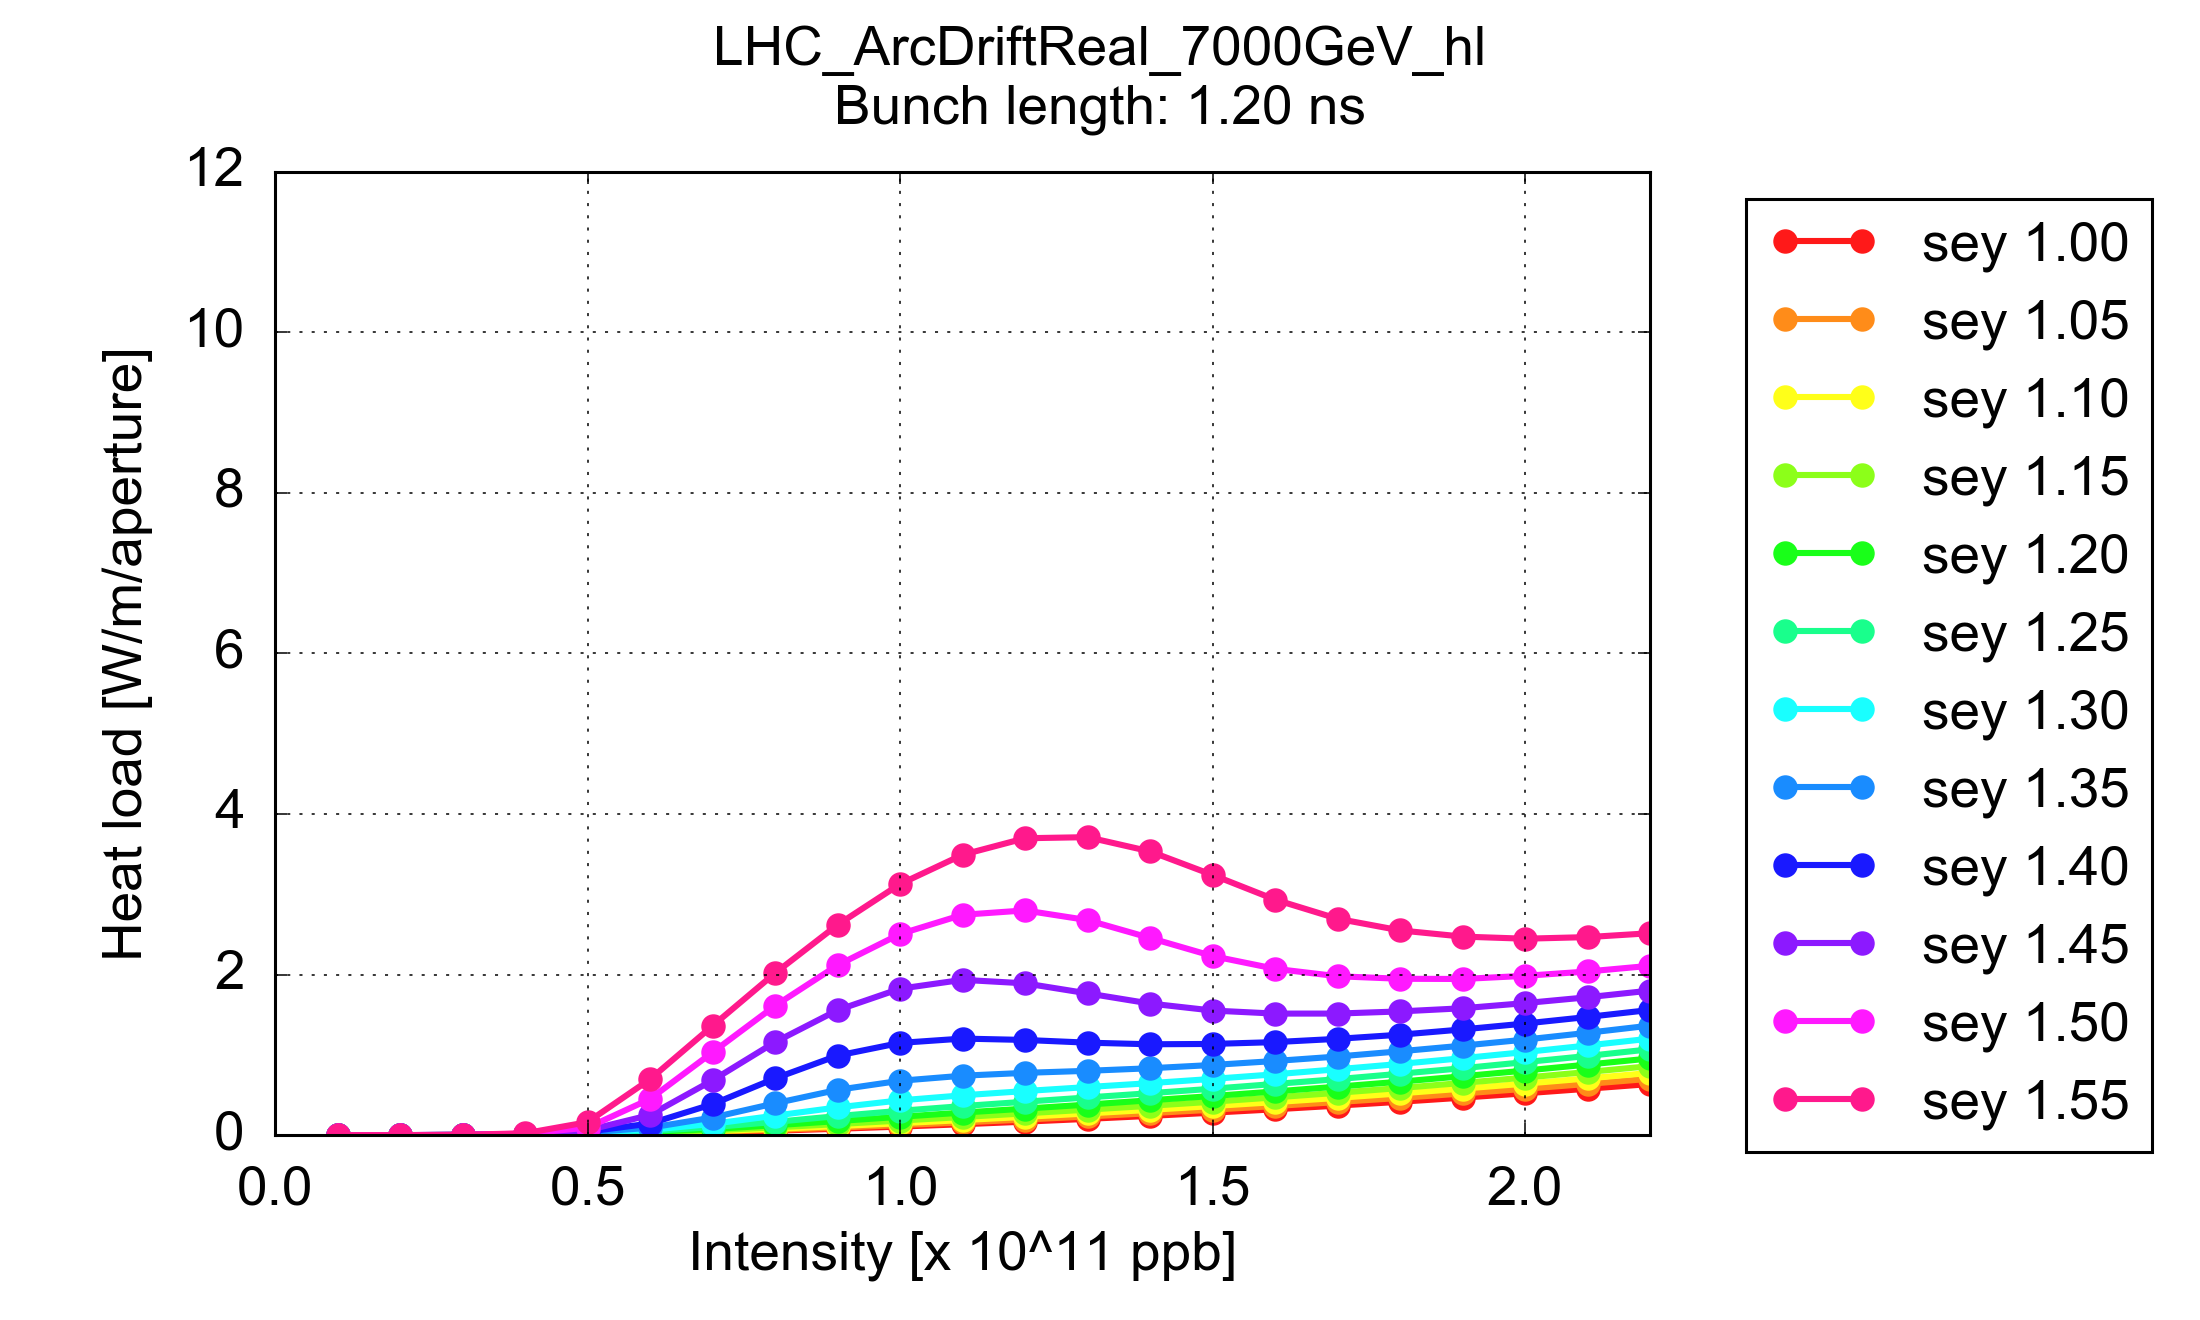 LHC_ArcDriftReal_7000GeV_hl
Bunch length: 1.20 ns
12
10
8
6
4
2
0
Heat load [W/m/aperture]
0.0 0.5 1.0 1.5 2.0
Intensity [x 10^11 ppb]
sey 1.00
sey 1.05
sey 1.10
sey 1.15
sey 1.20
sey 1.25
sey 1.30
sey 1.35
sey 1.40
sey 1.45
sey 1.50
sey 1.55